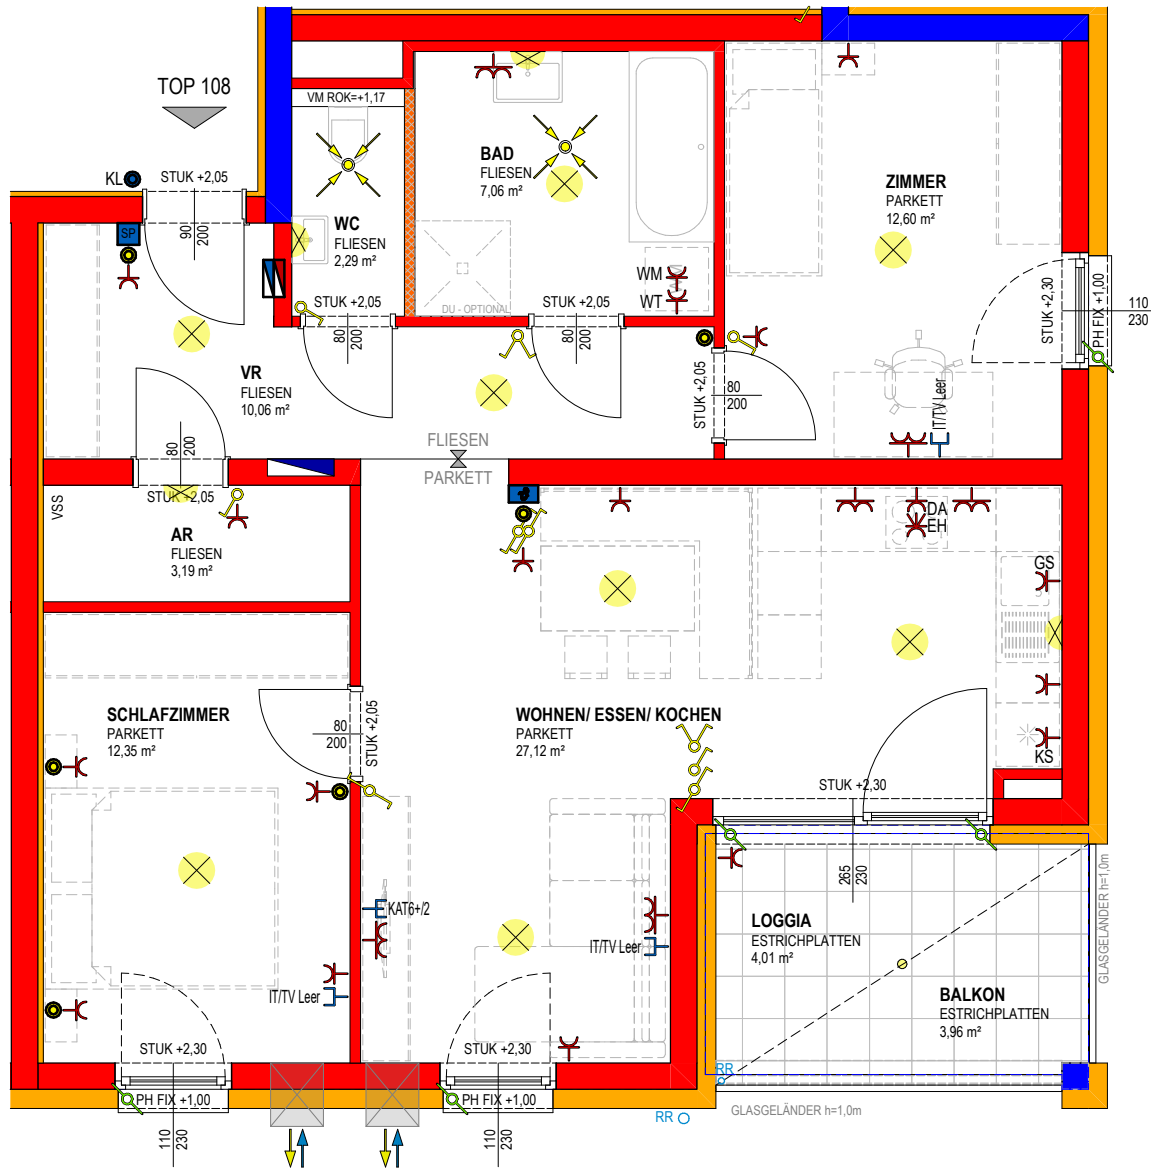 TOP 108
VM ROK=+1,17
KL
STUK +2,05
90
200
SP
WC
FLIESEN
2,29 m²
STUK +2,05
80
200
BAD
FLIESEN
7,06 m²
DU - OPTIONAL
WM
WT
STUK +2,05
80
200
ZIMMER
PARKETT
12,60 m²
STUK +2,30
PH FIX +1,00
110
230
STUK +2,05
80
200
IT/TV Leer
VR
FLIESEN
10,06 m²
80
200
STUK +2,05
FLIESEN
PARKETT
VSS
AR
FLIESEN
3,19 m²
DA
EH
GS
KS
SCHLAFZIMMER
PARKETT
12,35 m²
80
200
STUK +2,05
WOHNEN/ ESSEN/ KOCHEN
PARKETT
27,12 m²
STUK +2,30
265
230
KAT6+/2
IT/TV Leer
IT/TV Leer
LOGGIA
ESTRICHPLATTEN
4,01 m²
BALKON
ESTRICHPLATTEN
3,96 m²
GLASGELÄNDER h=1,0m
STUK +2,30
STUK +2,30
PH FIX +1,00
PH FIX +1,00
110
230
110
230
RR
RR
GLASGELÄNDER h=1,0m